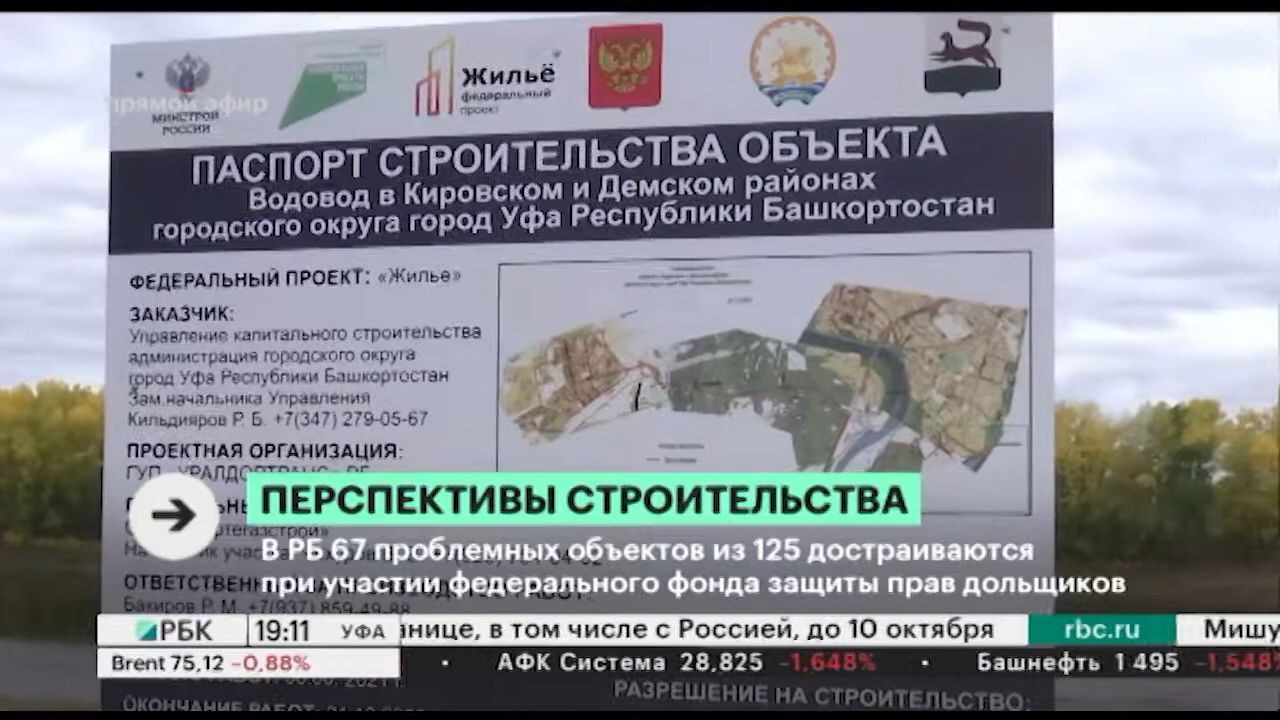 прямой эфир
МИНСТРОЙ
РОССИИ
Жильё
федеральный
проект
ПАСПОРТ СТРОИТЕЛЬСТВА ОБЪЕКТА
Водовод в Кировском и Демском районах
городского округа город Уфа Республики Башкортостан
ФЕДЕРАЛЬНЫЙ ПРОЕКТ: «Жилье»
ЗАКАЗЧИК:
Управление капитального строительства
администрация городского округа
город Уфа Республики Башкортостан
Зам.начальника Управления
Кильдияров Р. Б. +7(347) 279-05-67
ПРОЕКТНАЯ ОРГАНИЗАЦИЯ:
ПЕРСПЕКТИВЫ СТРОИТЕЛЬСТВА
В РБ 67 проблемных объектов из 125 достраиваются
при участии федерального фонда защиты прав дольщиков
Бакиров Р. М. +7(937) 859-49-88
РБК 19:11 УФА анице, в том числе с Россией, до 10 октября rbc.ru Мишу
Brent 75,12 -0,88% · АФК Система 28,825 -1,648% · Башнефть 1 495 -1,548%
РАЗРЕШЕНИЕ НА СТРОИТЕЛЬСТВО: